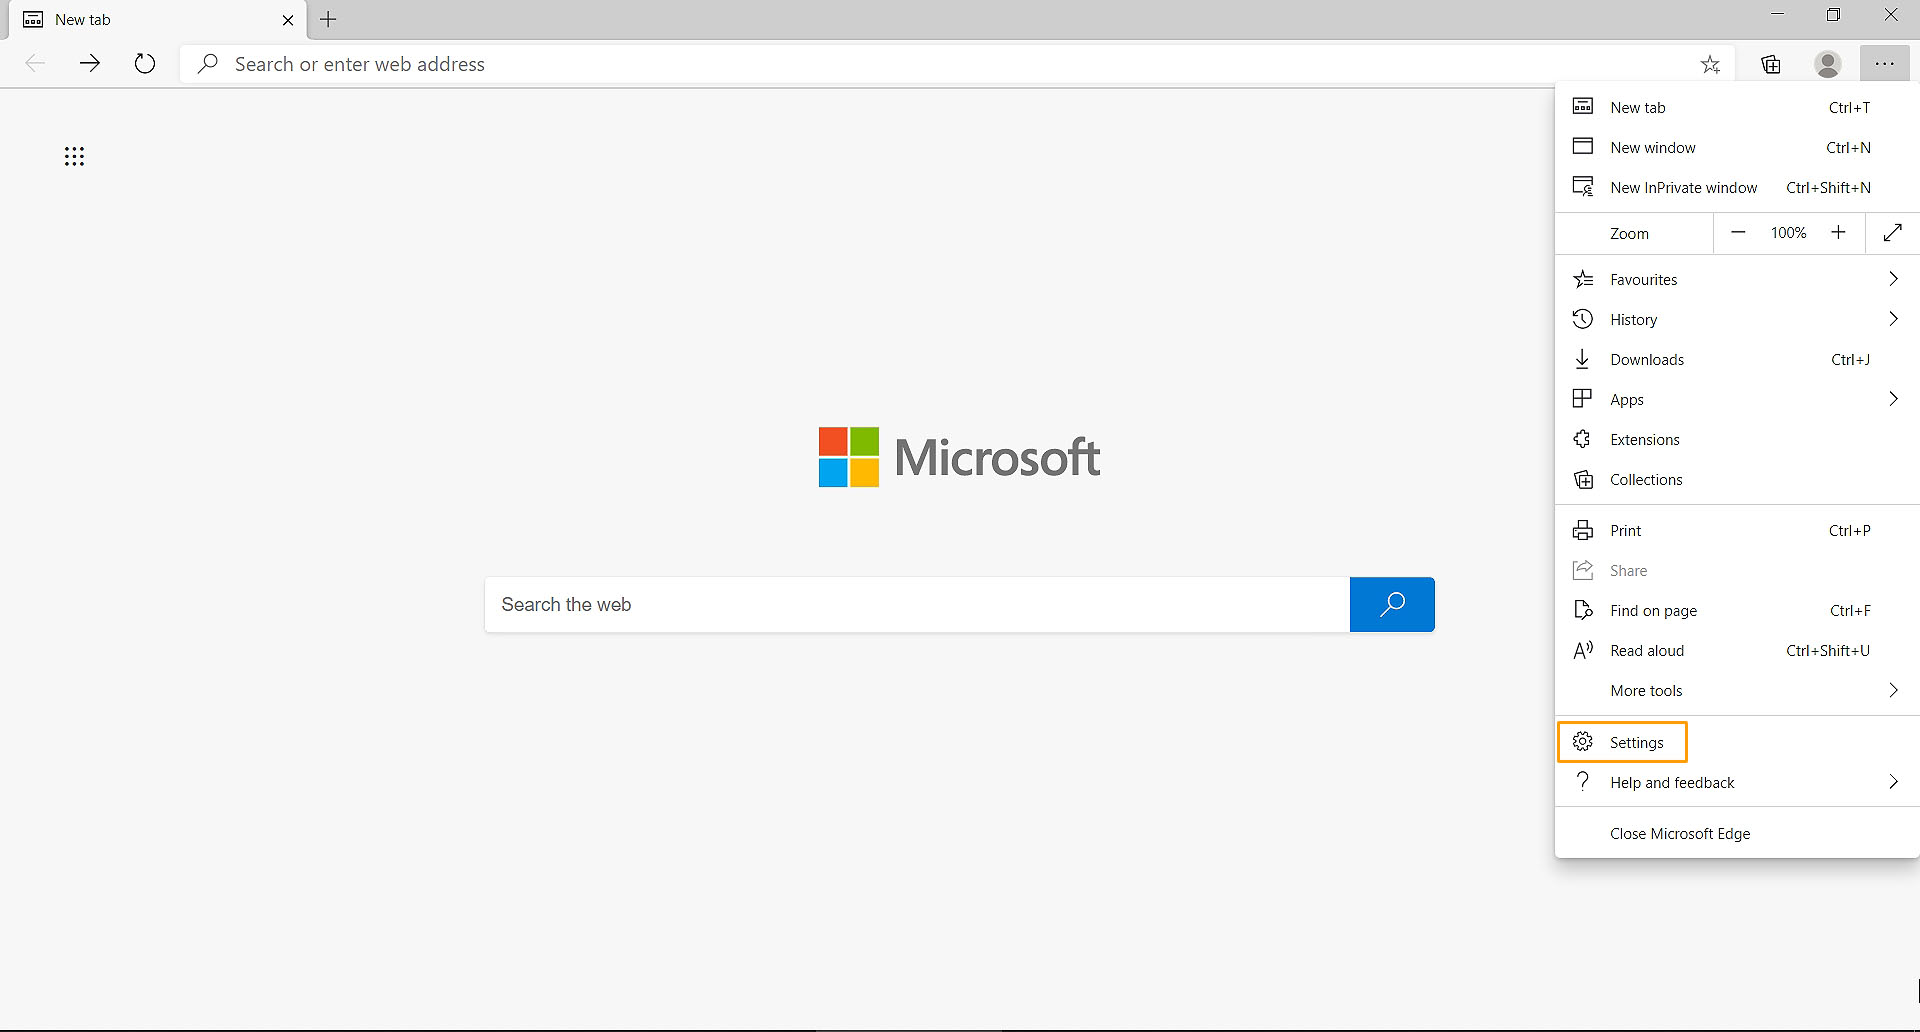 New tab
Search or enter web address
New tab Ctrl+T
New window Ctrl+N
New InPrivate window Ctrl+Shift+N
Zoom 100%
Favourites
History
Downloads Ctrl+J
Apps
Extensions
Collections
Microsoft
Print Ctrl+P
Share
Search the web
Find on page Ctrl+F
Read aloud Ctrl+Shift+U
More tools
Settings
Help and feedback
Close Microsoft Edge